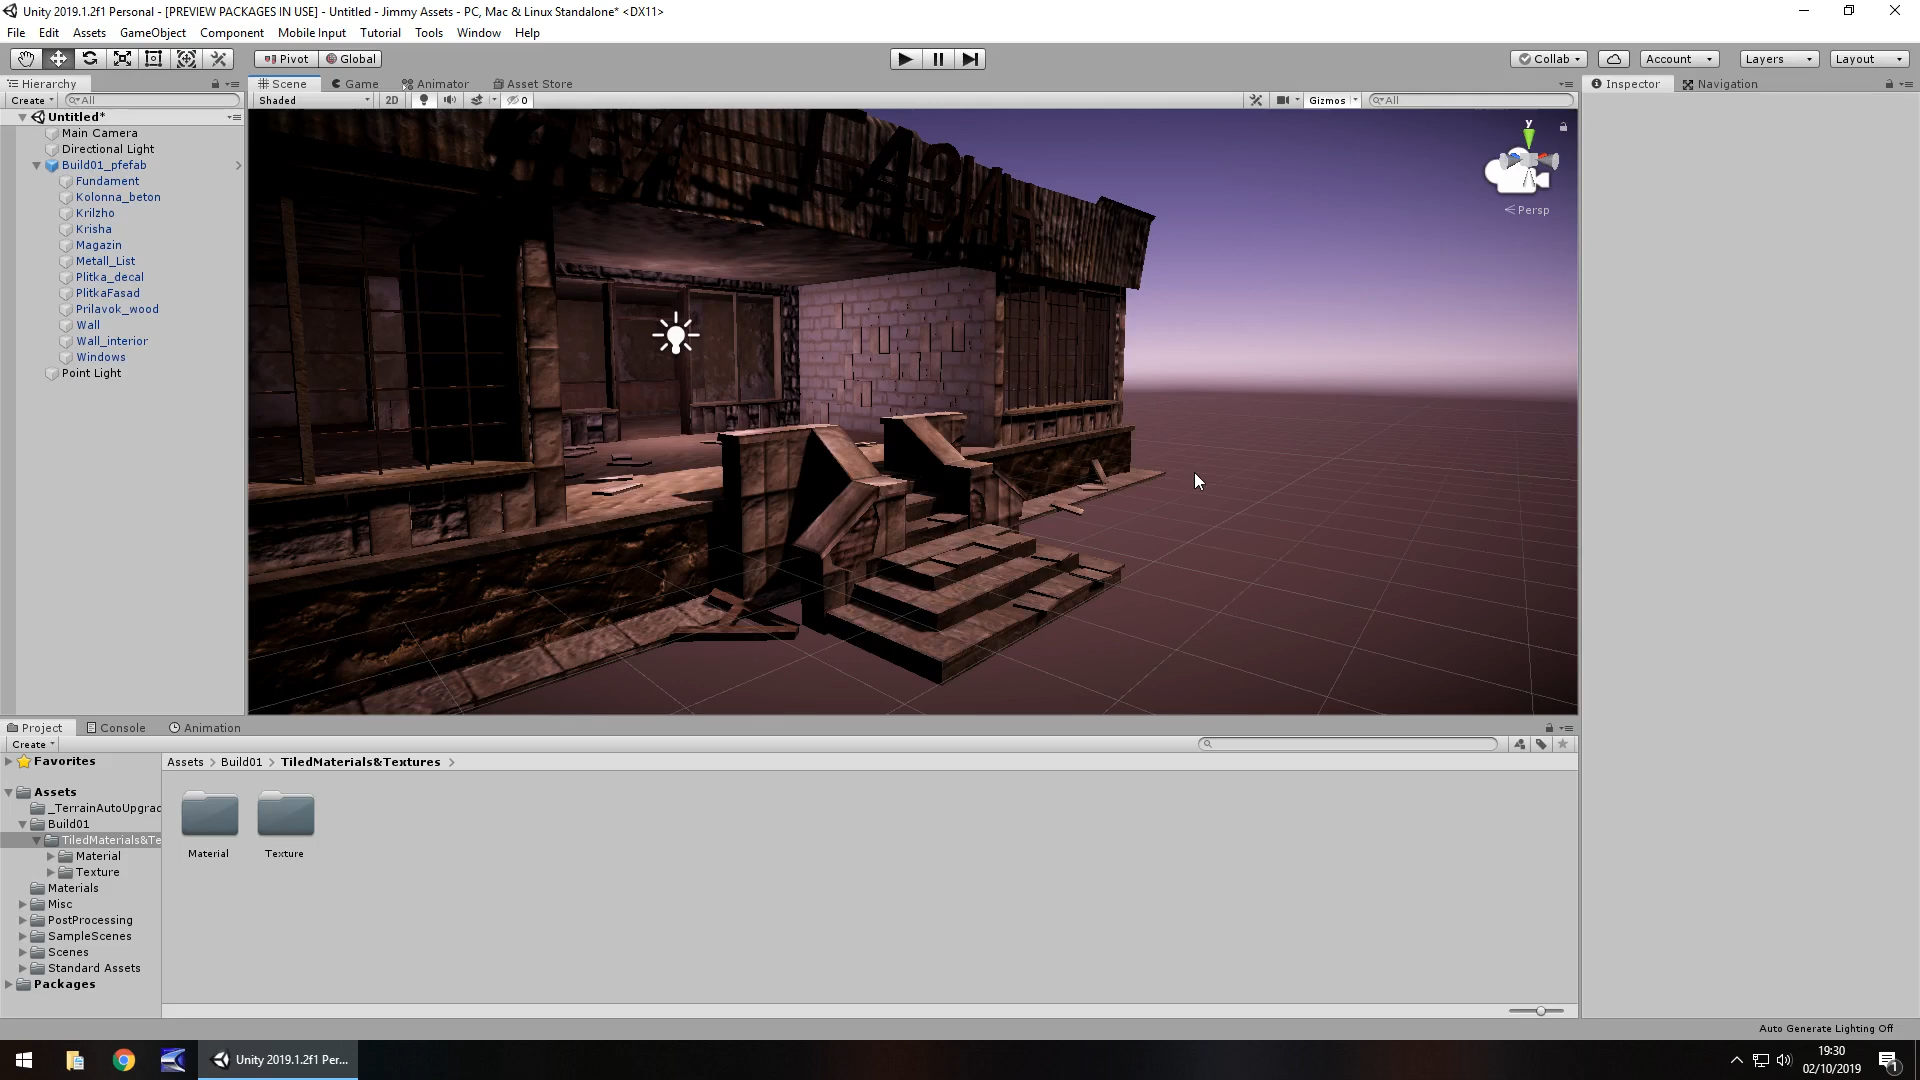 Unity 2019.1.2f1 Personal - [PREVIEW PACKAGES IN USE] - Untitled - Jimmy Assets - PC, Mac & Linux Standalone* <DX11>
File Edit Assets GameObject Component Mobile Input Tutorial Tools Window Help
Pivot Global Collab Account Layers Layout
Hierarchy Scene Game Animator Asset Store Inspector Navigation
Create All Shaded 2D 0 Gizmos All
Untitled*
Main Camera
Directional Light
Build01_pfefab
Fundament
Kolonna_beton
Krilzho
Krisha
Magazin
Metall_List
Plitka_decal
PlitkaFasad
Prilavok_wood
Wall
Wall_interior
Windows
Point Light
y
Persp
Project Console Animation
Create
Favorites
Assets
_TerrainAutoUpgrad
Build01
TiledMaterials&Te
Material
Texture
Materials
Misc
PostProcessing
SampleScenes
Scenes
Standard Assets
Packages
Assets > Build01 > TiledMaterials&Textures >
Material Texture
Auto Generate Lighting Off
Unity 2019.1.2f1 Per...
19:30
02/10/2019
1